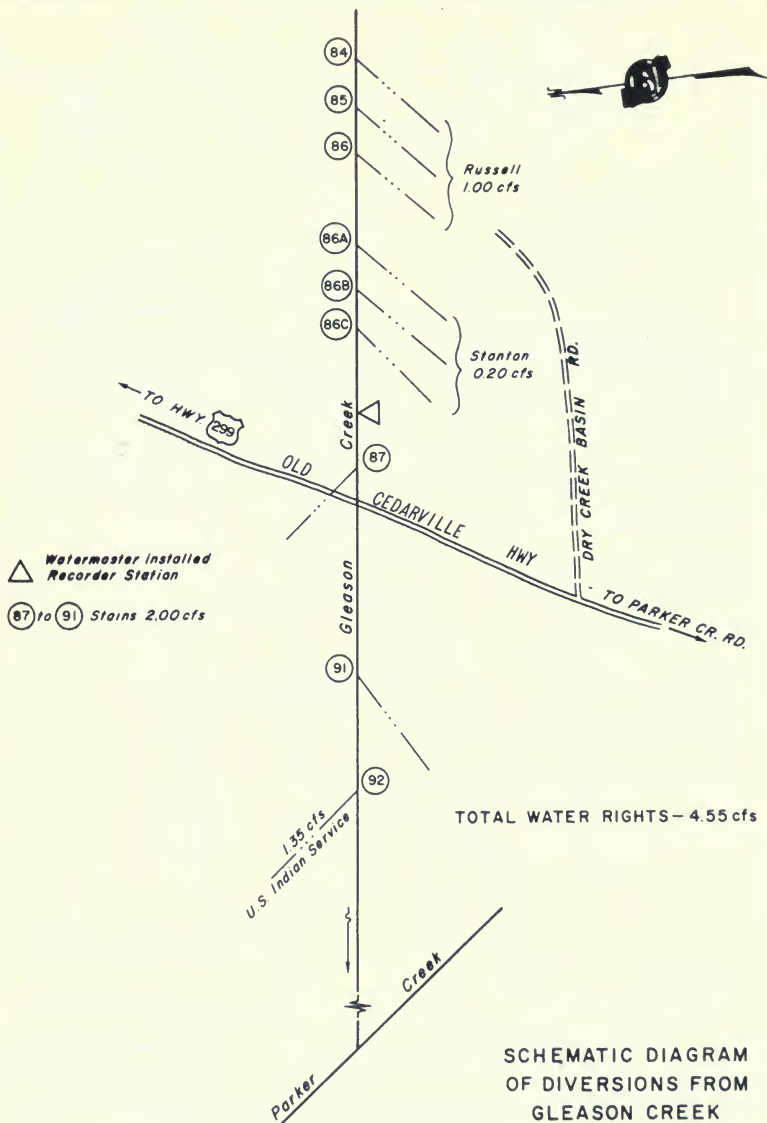 84
85
86
Russell
1.00 cfs
86A
86B
86C
Stanton
0.20 cfs
TO HWY. 299
Creek
87
OLD CEDARVILLE HWY
DRY CREEK BASIN RD.
TO PARKER CR. RD.
Watermaster installed
Recorder Station
87 to 91 Stains 2.00 cfs
Gleason
91
92
TOTAL WATER RIGHTS – 4.55 cfs
1.35 cfs
U.S. Indian Service
Parker Creek
SCHEMATIC DIAGRAM
OF DIVERSIONS FROM
GLEASON CREEK